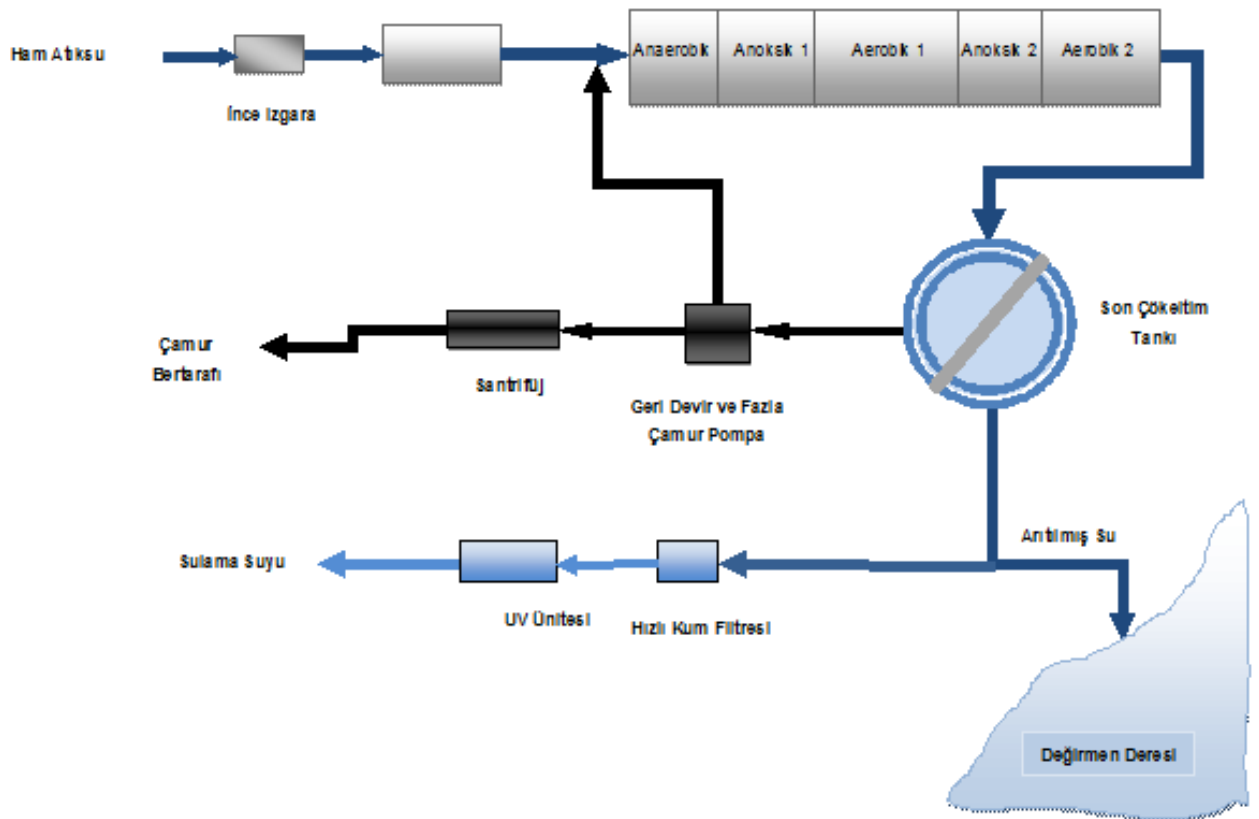 Ham Atıksu
İnce Izgara
Anaerobik
Anoksik 1
Aerobik 1
Anoksik 2
Aerobik 2
Son Çökeltim
Tankı
Çamur
Bertarafı
Santrifüj
Geri Devir ve Fazla
Çamur Pompa
Sulama Suyu
UV Ünitesi
Hızlı Kum Filtresi
Arıtılmış Su
Değirmen Deresi